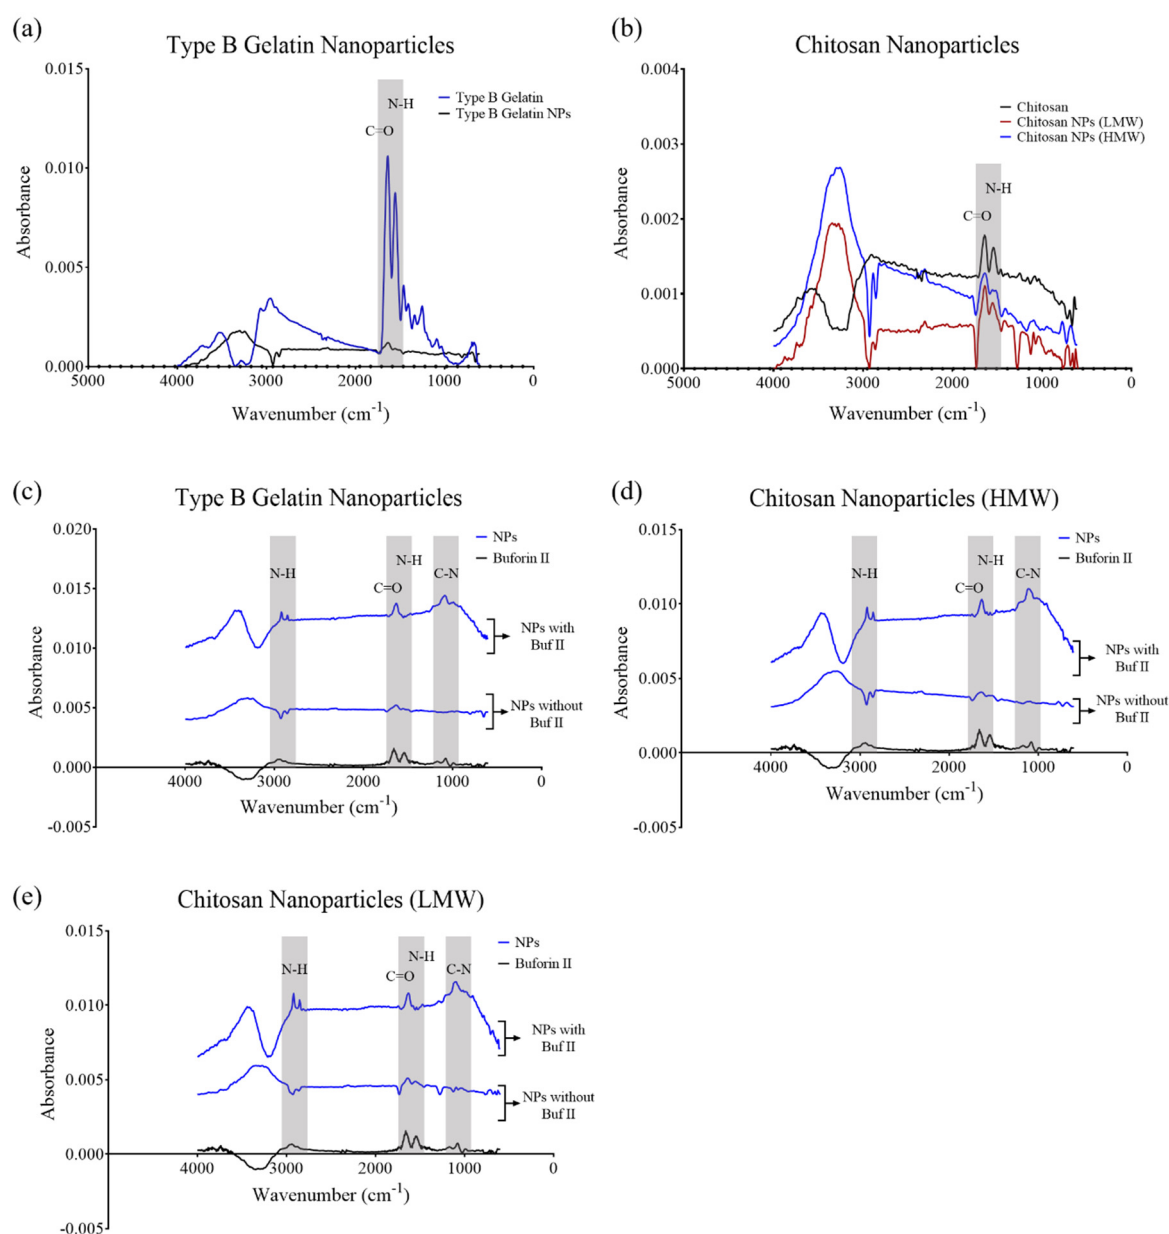 (a)
Type B Gelatin Nanoparticles
0.015
0.010
0.005
0.000
Absorbance
5000 4000 3000 2000 1000 0
Wavenumber (cm-1)
N-H
C=O
Type B Gelatin
Type B Gelatin NPs
(b)
Chitosan Nanoparticles
0.004
0.003
0.002
0.001
0.000
Absorbance
5000 4000 3000 2000 1000 0
Wavenumber (cm-1)
Chitosan
Chitosan NPs (LMW)
Chitosan NPs (HMW)
N-H
C=O
(c)
Type B Gelatin Nanoparticles
0.020
0.015
0.010
0.005
0.000
-0.005
Absorbance
4000 3000 2000 1000 0
Wavenumber (cm-1)
N-H
N-H
C=O
C-N
NPs
Buforin II
NPs with
Buf II
NPs without
Buf II
(d)
Chitosan Nanoparticles (HMW)
0.015
0.010
0.005
0.000
-0.005
Absorbance
4000 3000 2000 1000 0
Wavenumber (cm-1)
N-H
N-H
C=O
C-N
NPs
Buforin II
NPs with
Buf II
NPs without
Buf II
(e)
Chitosan Nanoparticles (LMW)
0.015
0.010
0.005
0.000
-0.005
Absorbance
4000 3000 2000 1000 0
Wavenumber (cm-1)
N-H
N-H
C=O
C-N
NPs
Buforin II
NPs with
Buf II
NPs without
Buf II